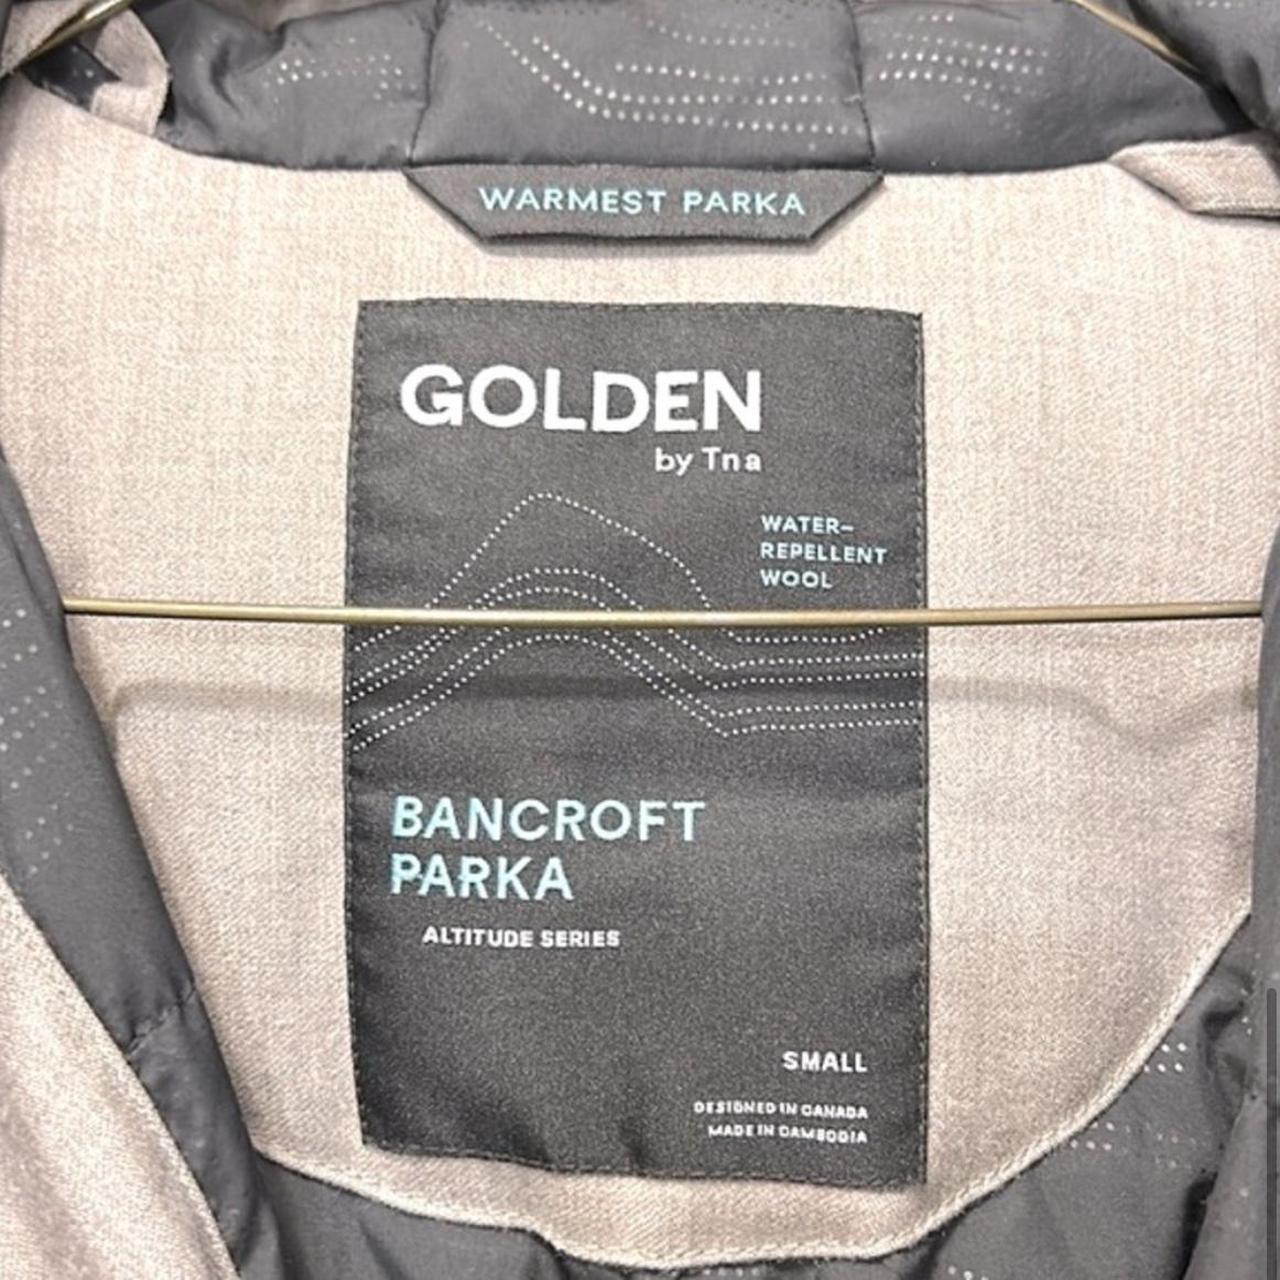 WARMEST PARKA
GOLDEN
by Tna
WATER-
REPELLENT
WOOL
BANCROFT
PARKA
ALTITUDE SERIES
SMALL
DESIGNED IN CANADA
MADE IN CAMBODIA